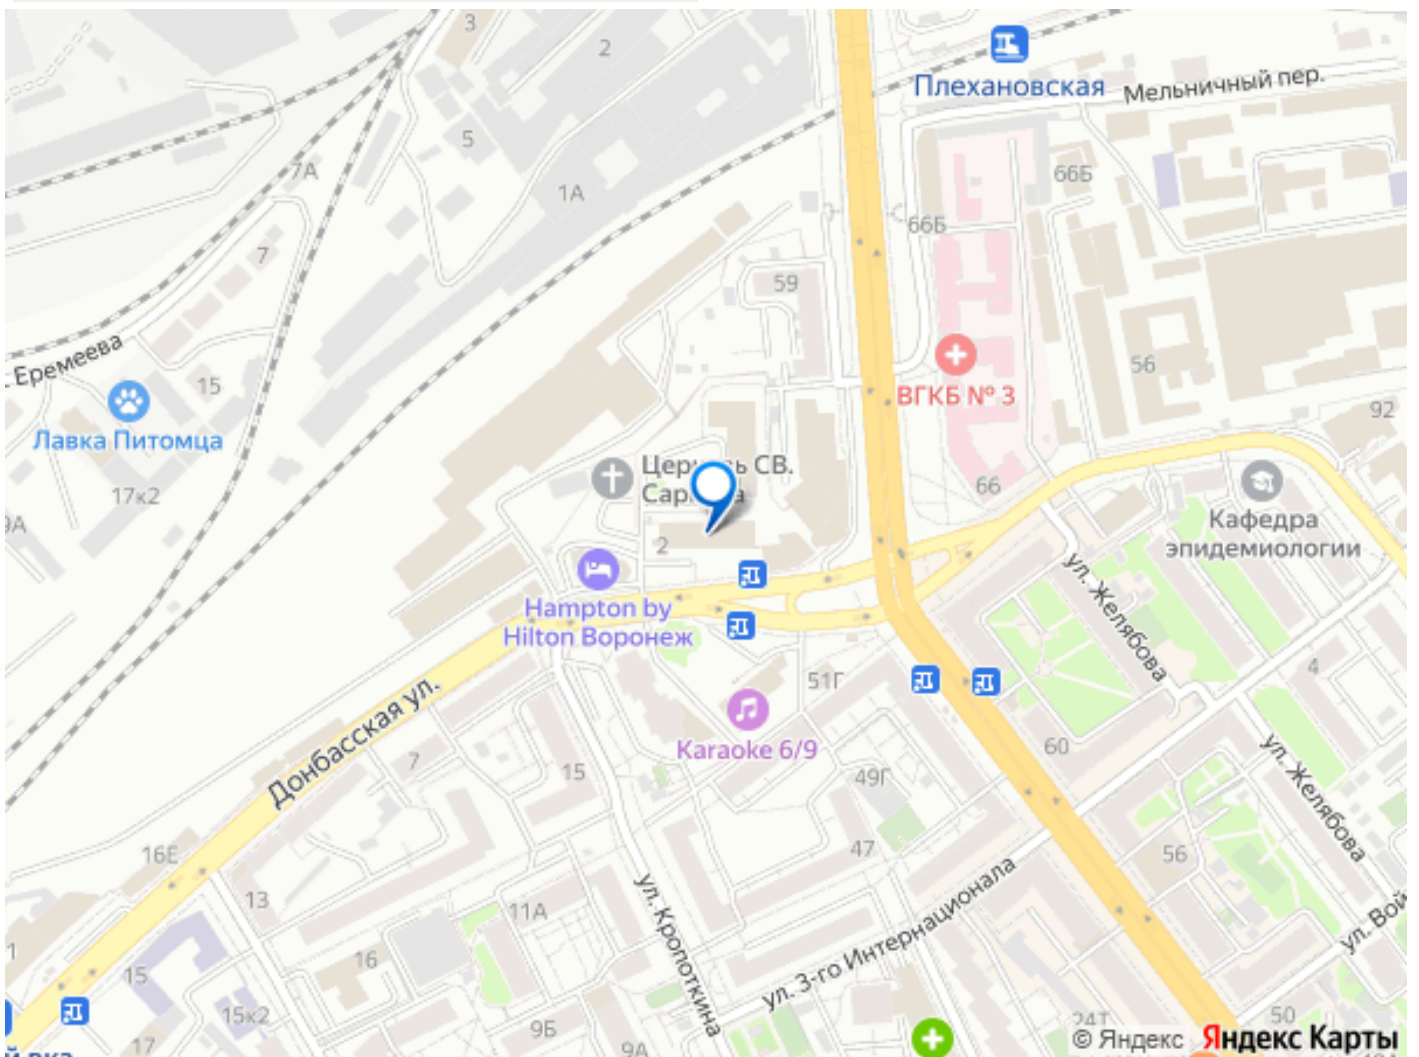 3
2
Плехановская
Мельничный пер.
5
7А
1А
66Б
66Б
7
59
Еремеева
15
56
ВГКБ № 3
92
Лавка Питомца
17к2
Церковь СВ.
66
Кафедра
эпидемиологии
2
Hampton by
Hilton Воронеж
ул. Желябова
51Г
4
Донбасская ул.
7
15
Karaoke 6/9
49Г
60
ул. Желябова
16Е
47
56
13
11А
ул. Кропоткина
ул. 3-го Интернационала
16
15
15к2
17
9Б
9А
24Т
50
© Яндекс Яндекс Карты